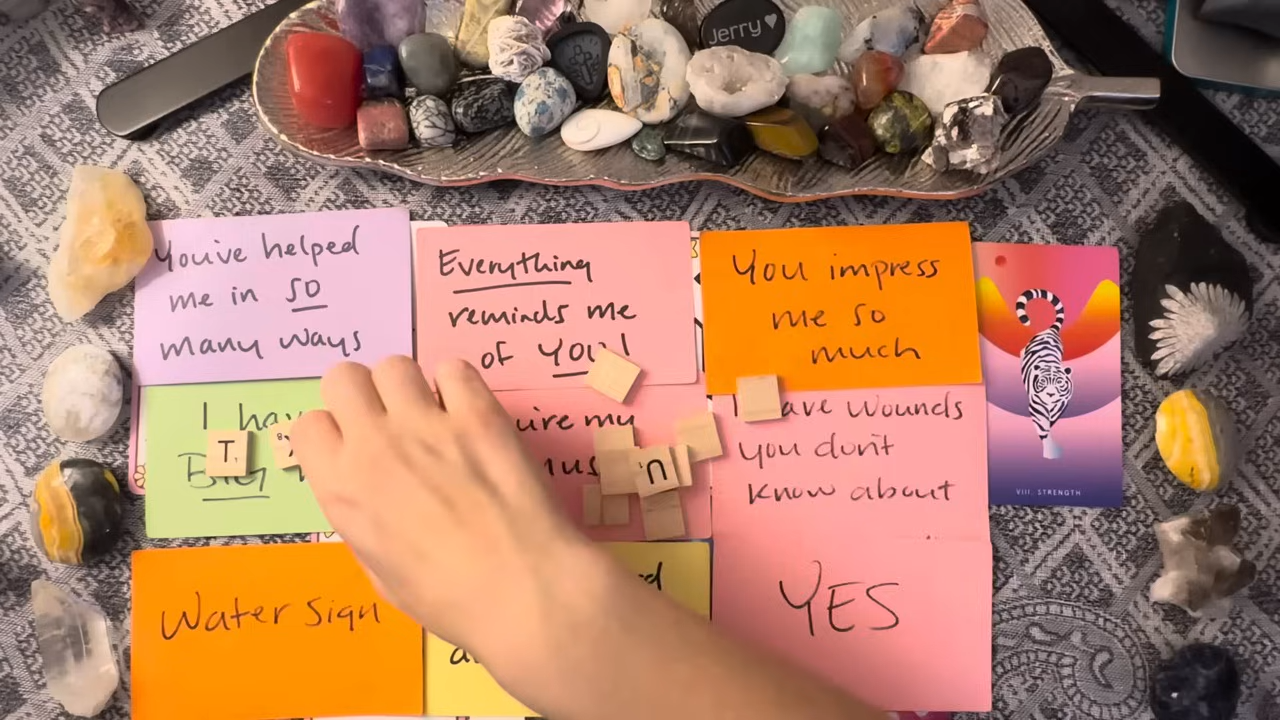 Jerry
You've helped
me in so
many ways
Everything
reminds me
of you!
You impress
me so
much
I
T
n
I have wounds
you don't
know about
VIII. STRENGTH
Water sign
YES